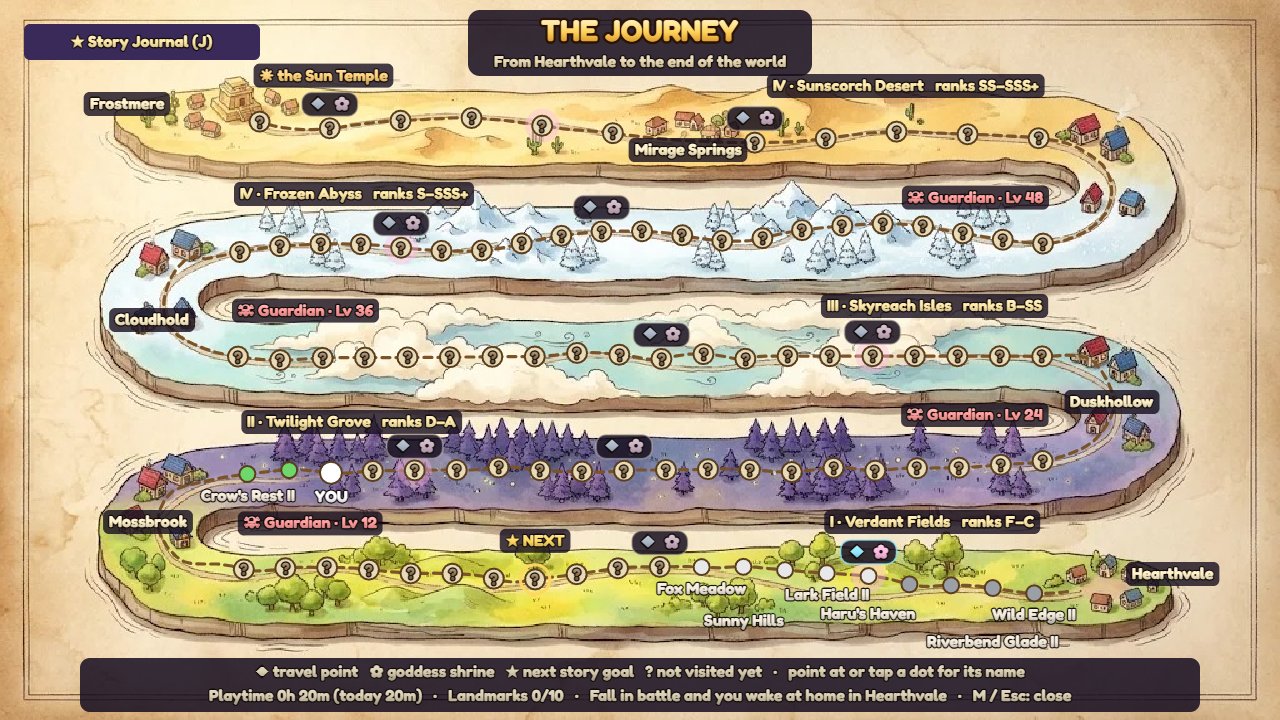 ★ Story Journal (J)
THE JOURNEY
From Hearthvale to the end of the world
☀ the Sun Temple
IV · Sunscorch Desert ranks SS–SSS+
Frostmere
Mirage Springs
IV · Frozen Abyss ranks S–SSS+
Guardian · Lv 48
Cloudhold
Guardian · Lv 36
III · Skyreach Isles ranks B–SS
Duskhollow
II · Twilight Grove ranks D–A
Guardian · Lv 24
Crow's Rest II
YOU
Mossbrook
Guardian · Lv 12
★ NEXT
I · Verdant Fields ranks F–C
Hearthvale
Fox Meadow
Lark Field II
Sunny Hills
Haru's Haven
Wild Edge II
Riverbend Glade II
◆ travel point ✿ goddess shrine ★ next story goal ? not visited yet · point at or tap a dot for its name
Playtime 0h 20m (today 20m) · Landmarks 0/10 · Fall in battle and you wake at home in Hearthvale · M / Esc: close